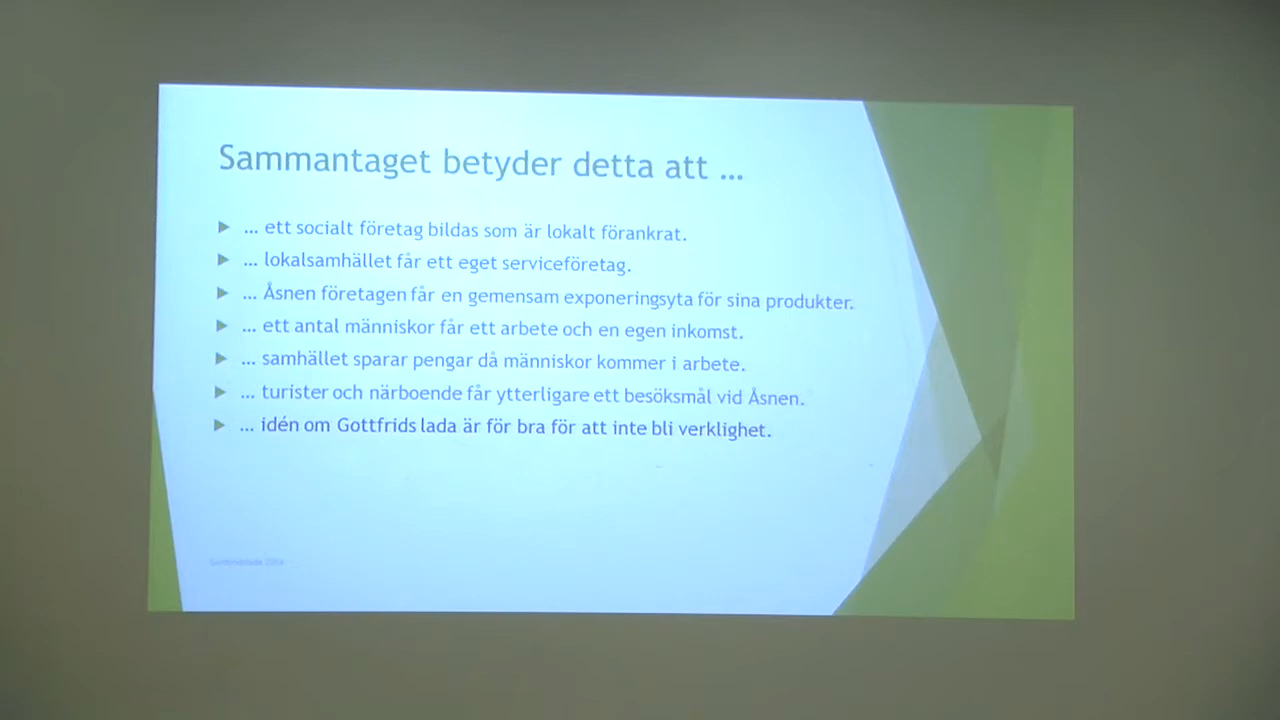 Sammantaget betyder detta att ...
... ett socialt företag bildas som är lokalt förankrat.
... lokalsamhället får ett eget serviceföretag.
... Åsnen företagen får en gemensam exponeringsyta för sina produkter.
... ett antal människor får ett arbete och en egen inkomst.
... samhället sparar pengar då människor kommer i arbete.
... turister och närboende får ytterligare ett besöksmål vid Åsnen.
... idén om Gottfrids lada är för bra för att inte bli verklighet.